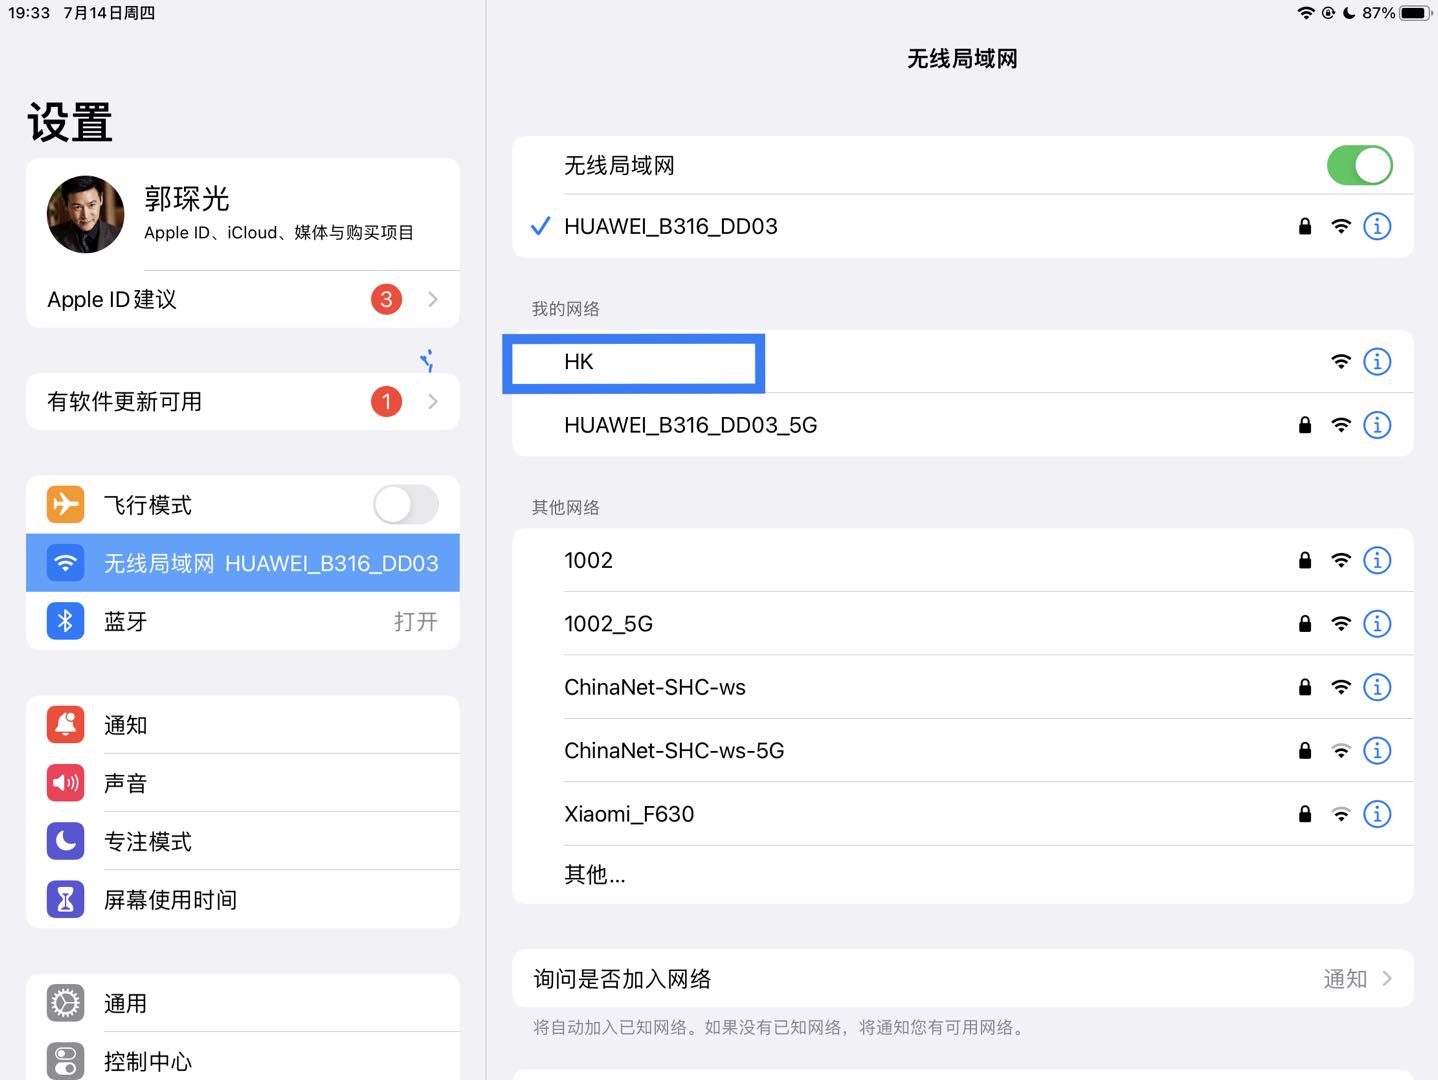 19:33 7月14日周四
87%
设置
郭琛光
Apple ID、iCloud、媒体与购买项目
Apple ID 建议
3
有软件更新可用
1
飞行模式
无线局域网 HUAWEI_B316_DD03
蓝牙
打开
通知
声音
专注模式
屏幕使用时间
通用
控制中心
无线局域网
无线局域网
HUAWEI_B316_DD03
我的网络
HK
HUAWEI_B316_DD03_5G
其他网络
1002
1002_5G
ChinaNet-SHC-ws
ChinaNet-SHC-ws-5G
Xiaomi_F630
其他...
询问是否加入网络
通知
将自动加入已知网络。如果没有已知网络，将通知您有可用网络。